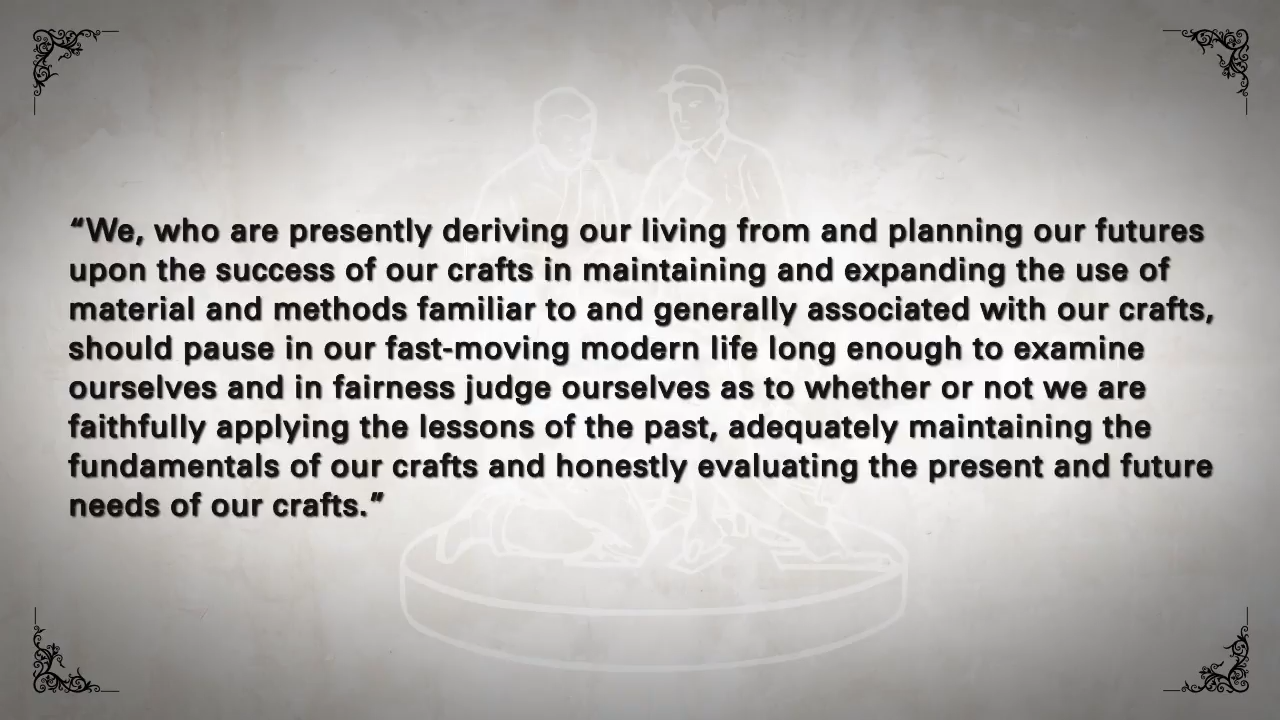 “We, who are presently deriving our living from and planning our futures
upon the success of our crafts in maintaining and expanding the use of
material and methods familiar to and generally associated with our crafts,
should pause in our fast-moving modern life long enough to examine
ourselves and in fairness judge ourselves as to whether or not we are
faithfully applying the lessons of the past, adequately maintaining the
fundamentals of our crafts and honestly evaluating the present and future
needs of our crafts.”